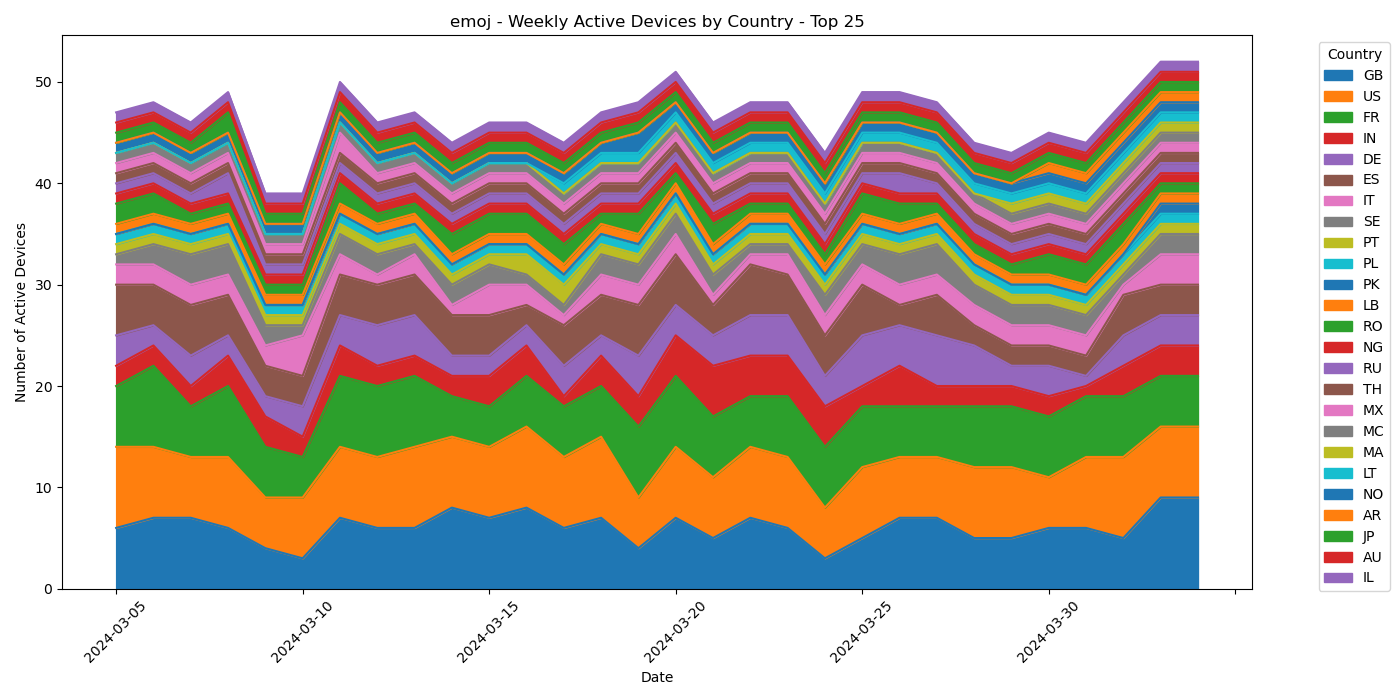 emoj - Weekly Active Devices by Country - Top 25
Number of Active Devices
50
40
30
20
10
0
2024-03-05
2024-03-10
2024-03-15
2024-03-20
2024-03-25
2024-03-30
Date
Country
GB
US
FR
IN
DE
ES
IT
SE
PT
PL
PK
LB
RO
NG
RU
TH
MX
MC
MA
LT
NO
AR
JP
AU
IL